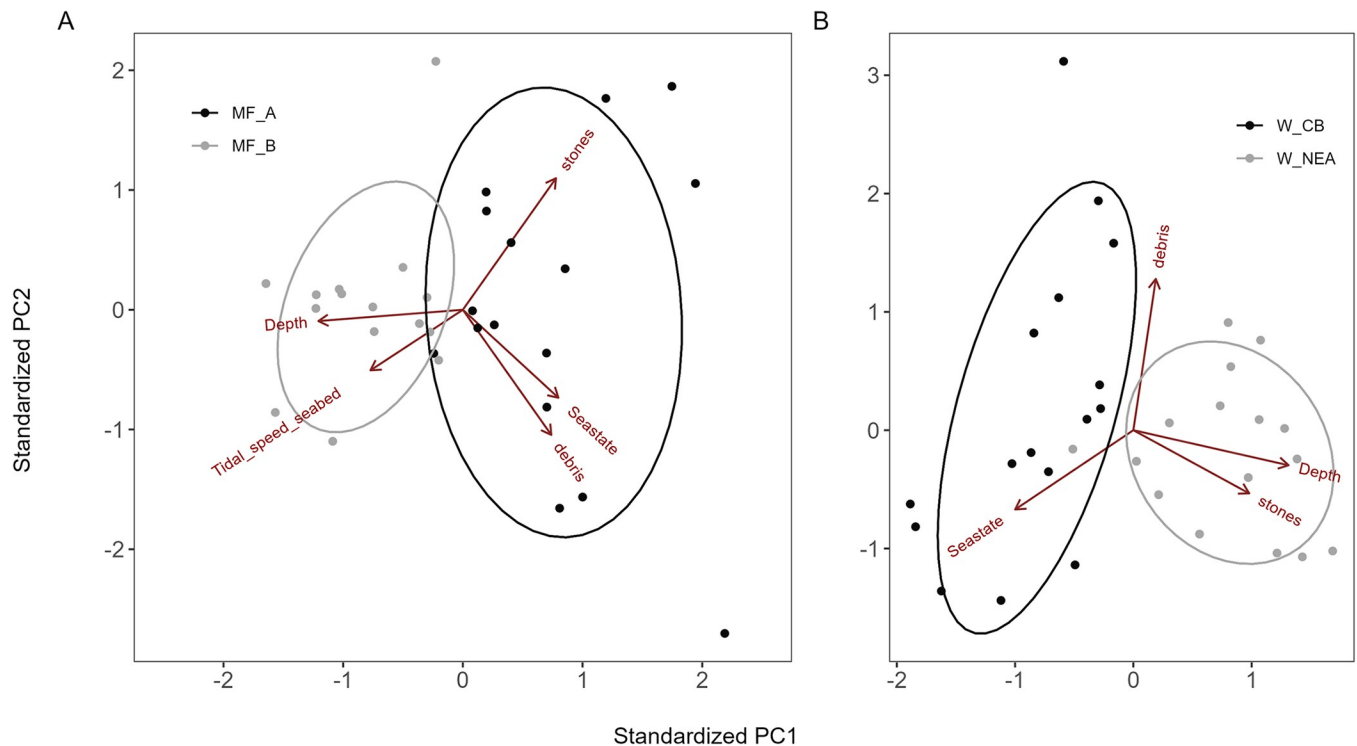 A
B
Standardized PC2
2
1
0
-1
-2
MF_A
MF_B
stones
Depth
Tidal_speed_seabed
Seastate
debris
-2
-1
0
1
2
3
2
1
0
-1
W_CB
W_NEA
debris
Depth
stones
Seastate
-2
-1
0
1
Standardized PC1